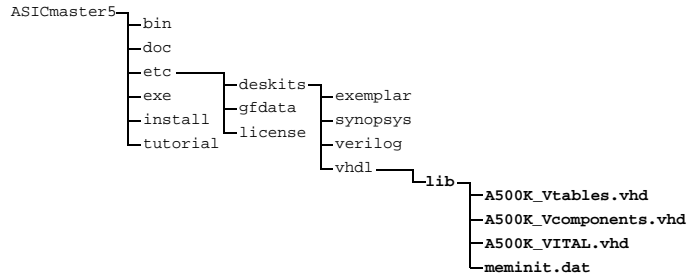 ASICmaster5
bin
doc
etc
deskits
exe
exemplar
gfdata
install
synopsys
license
tutorial
verilog
vhdl
lib
A500K_Vtables.vhd
A500K_Vcomponents.vhd
A500K_VITAL.vhd
meminit.dat